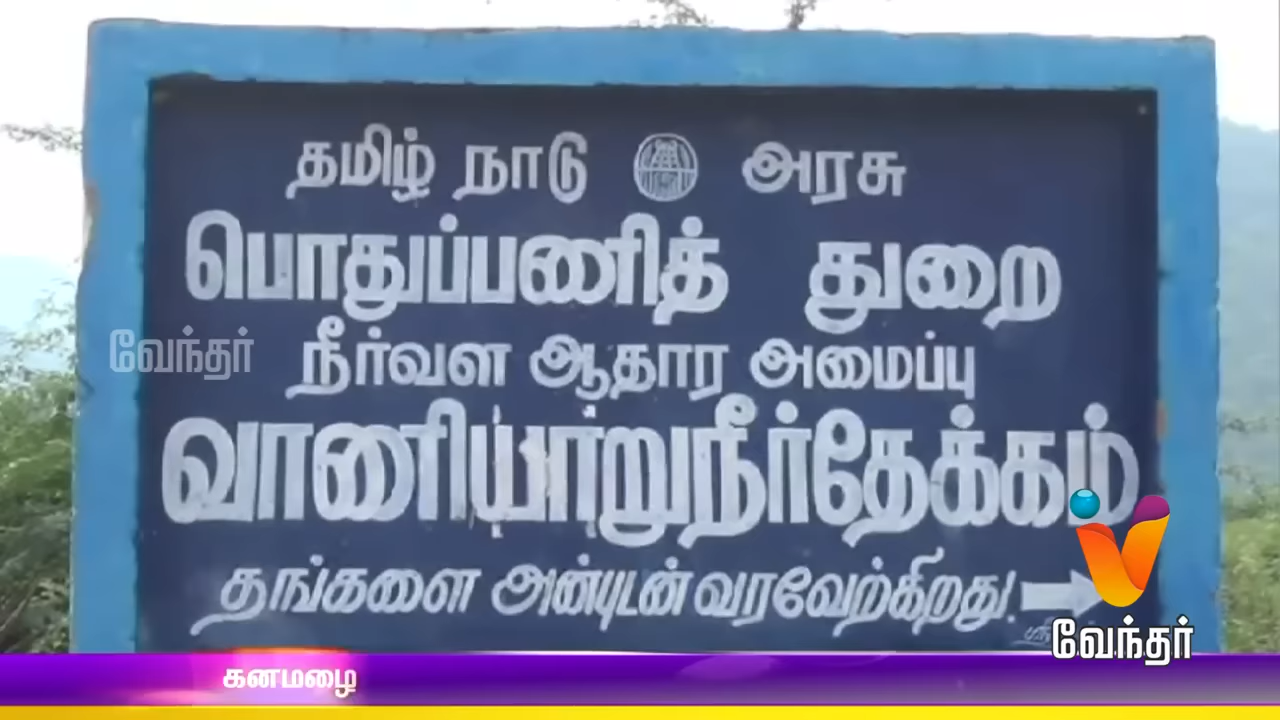 தமிழ் நாடு அரசு
பொதுப்பணித் துறை
வேந்தர்
நீர்வள ஆதார அமைப்பு
வாணியாறுநீர்தேக்கம்
தங்களை அன்புடன் வரவேற்கிறது!
வேந்தர்
கனமழை